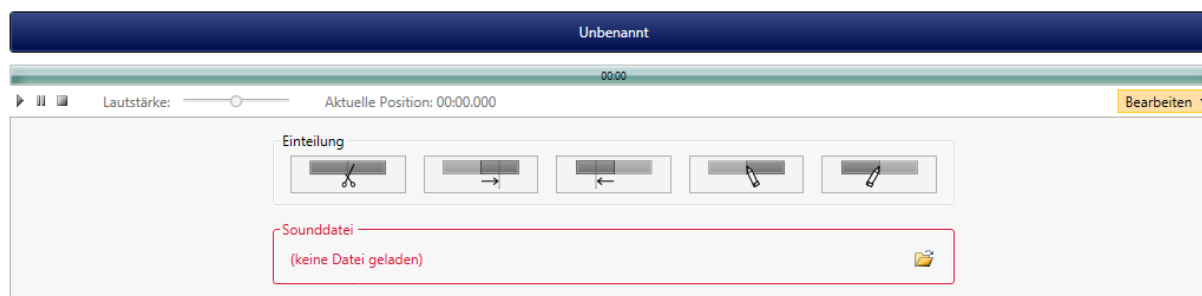 Unbenannt
00:00
Lautstärke: Aktuelle Position: 00:00.000 Bearbeiten
Einteilung
Sounddatei
(keine Datei geladen)